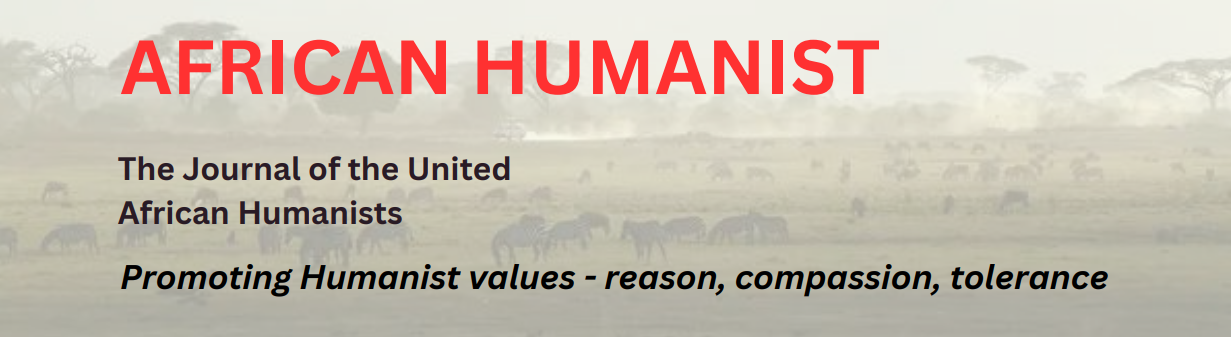 AFRICAN HUMANIST
The Journal of the United
African Humanists
Promoting Humanist values - reason, compassion, tolerance